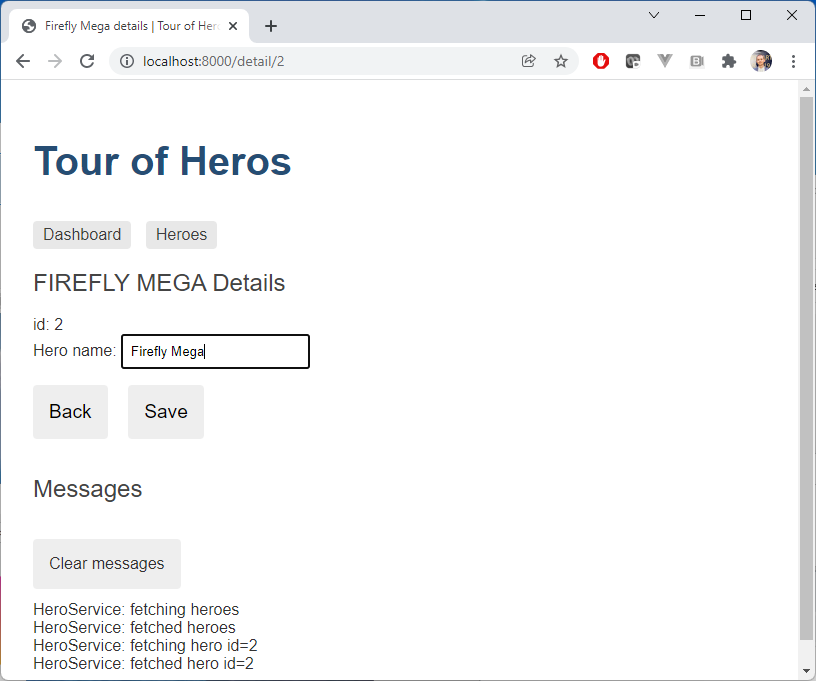 Firefly Mega details | Tour of Her
localhost:8000/detail/2
Tour of Heros
Dashboard Heroes
FIREFLY MEGA Details
id: 2
Hero name: Firefly Mega
Back Save
Messages
Clear messages
HeroService: fetching heroes
HeroService: fetched heroes
HeroService: fetching hero id=2
HeroService: fetched hero id=2